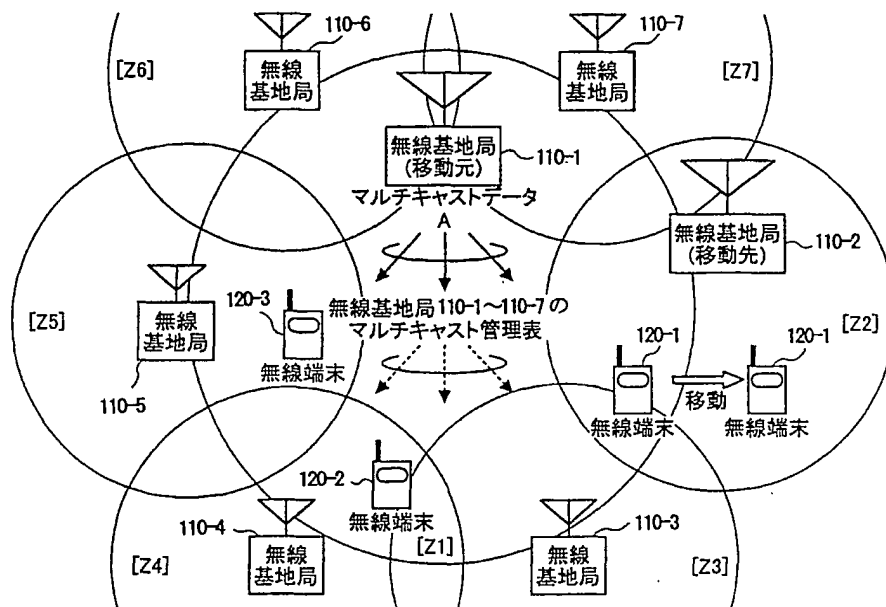 110-6
110-7
[Z6]
無線
基地局
無線
基地局
[Z7]
無線基地局
(移動元)
110-1
マルチキャストデータ
A
無線基地局
(移動先)
110-2
[Z5]
無線
基地局
120-3
無線基地局110-1~110-7の
マルチキャスト管理表
[Z2]
120-1
120-1
無線端末
移動
110-5
無線端末
無線端末
120-2
無線端末
110-4
110-3
無線
基地局
[Z4]
[Z1]
無線
基地局
[Z3]